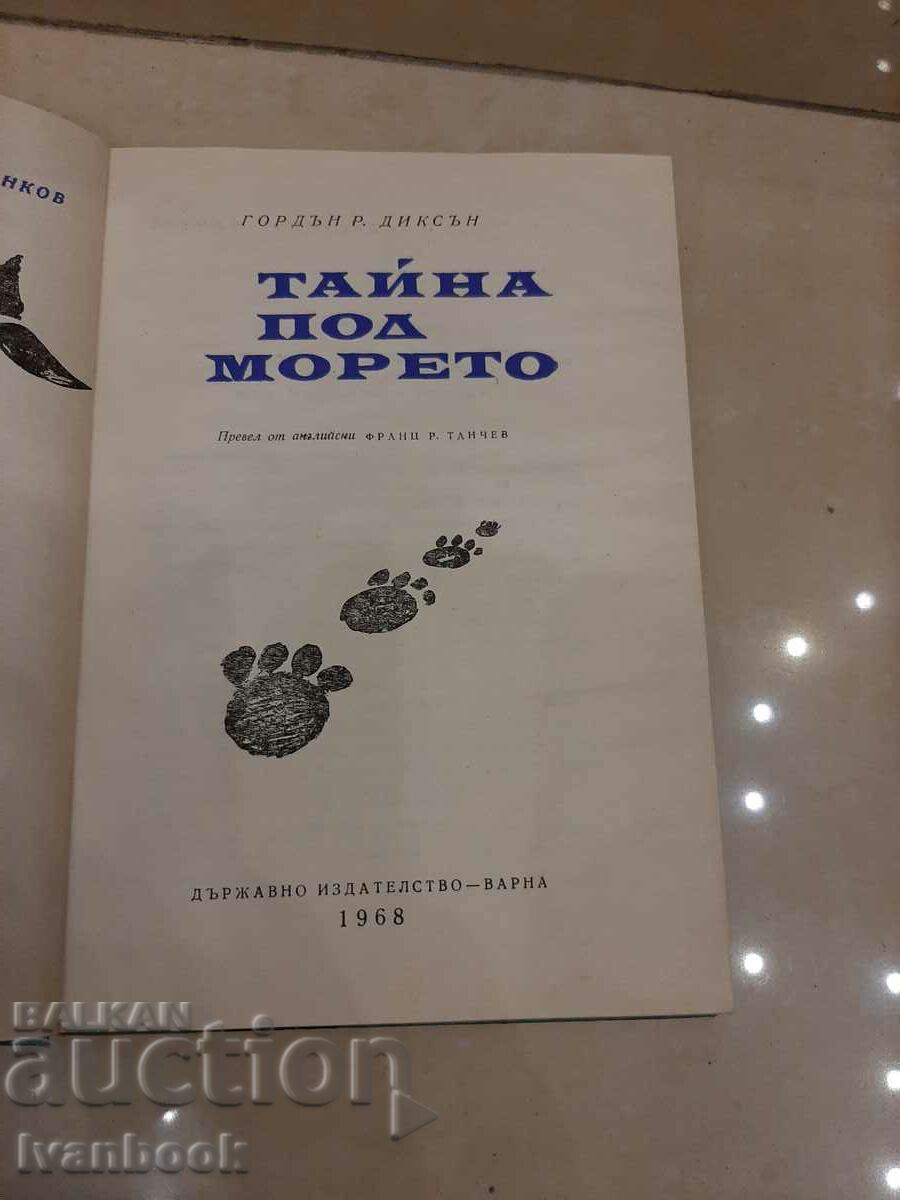 НКОВ
ГОРДЪН Р. ДИКСЪН
ТАЙНА
ПОД
МОРЕТО
Превел от английски ФРАНЦ Р. ТАНЧЕВ
ДЪРЖАВНО ИЗДАТЕЛСТВО—ВАРНА
1968
BALKAN
auction
Ivanbook